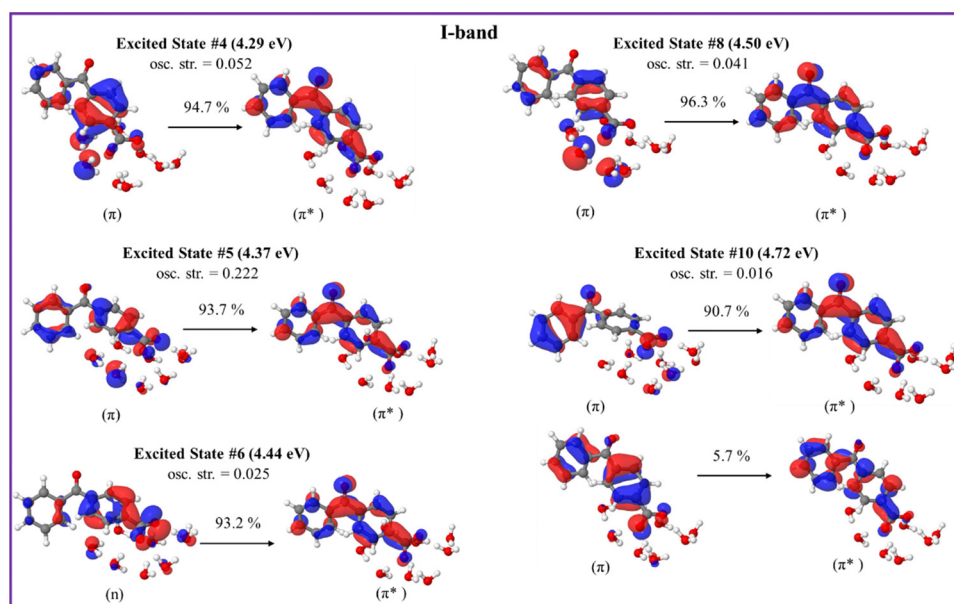 I-band
Excited State #4 (4.29 eV)
osc. str. = 0.052
94.7 %
(π)
(π* )
Excited State #8 (4.50 eV)
osc. str. = 0.041
96.3 %
(π)
(π* )
Excited State #5 (4.37 eV)
osc. str. = 0.222
93.7 %
(π)
(π* )
Excited State #10 (4.72 eV)
osc. str. = 0.016
90.7 %
(π)
(π* )
Excited State #6 (4.44 eV)
osc. str. = 0.025
93.2 %
(n)
(π* )
5.7 %
(π)
(π* )